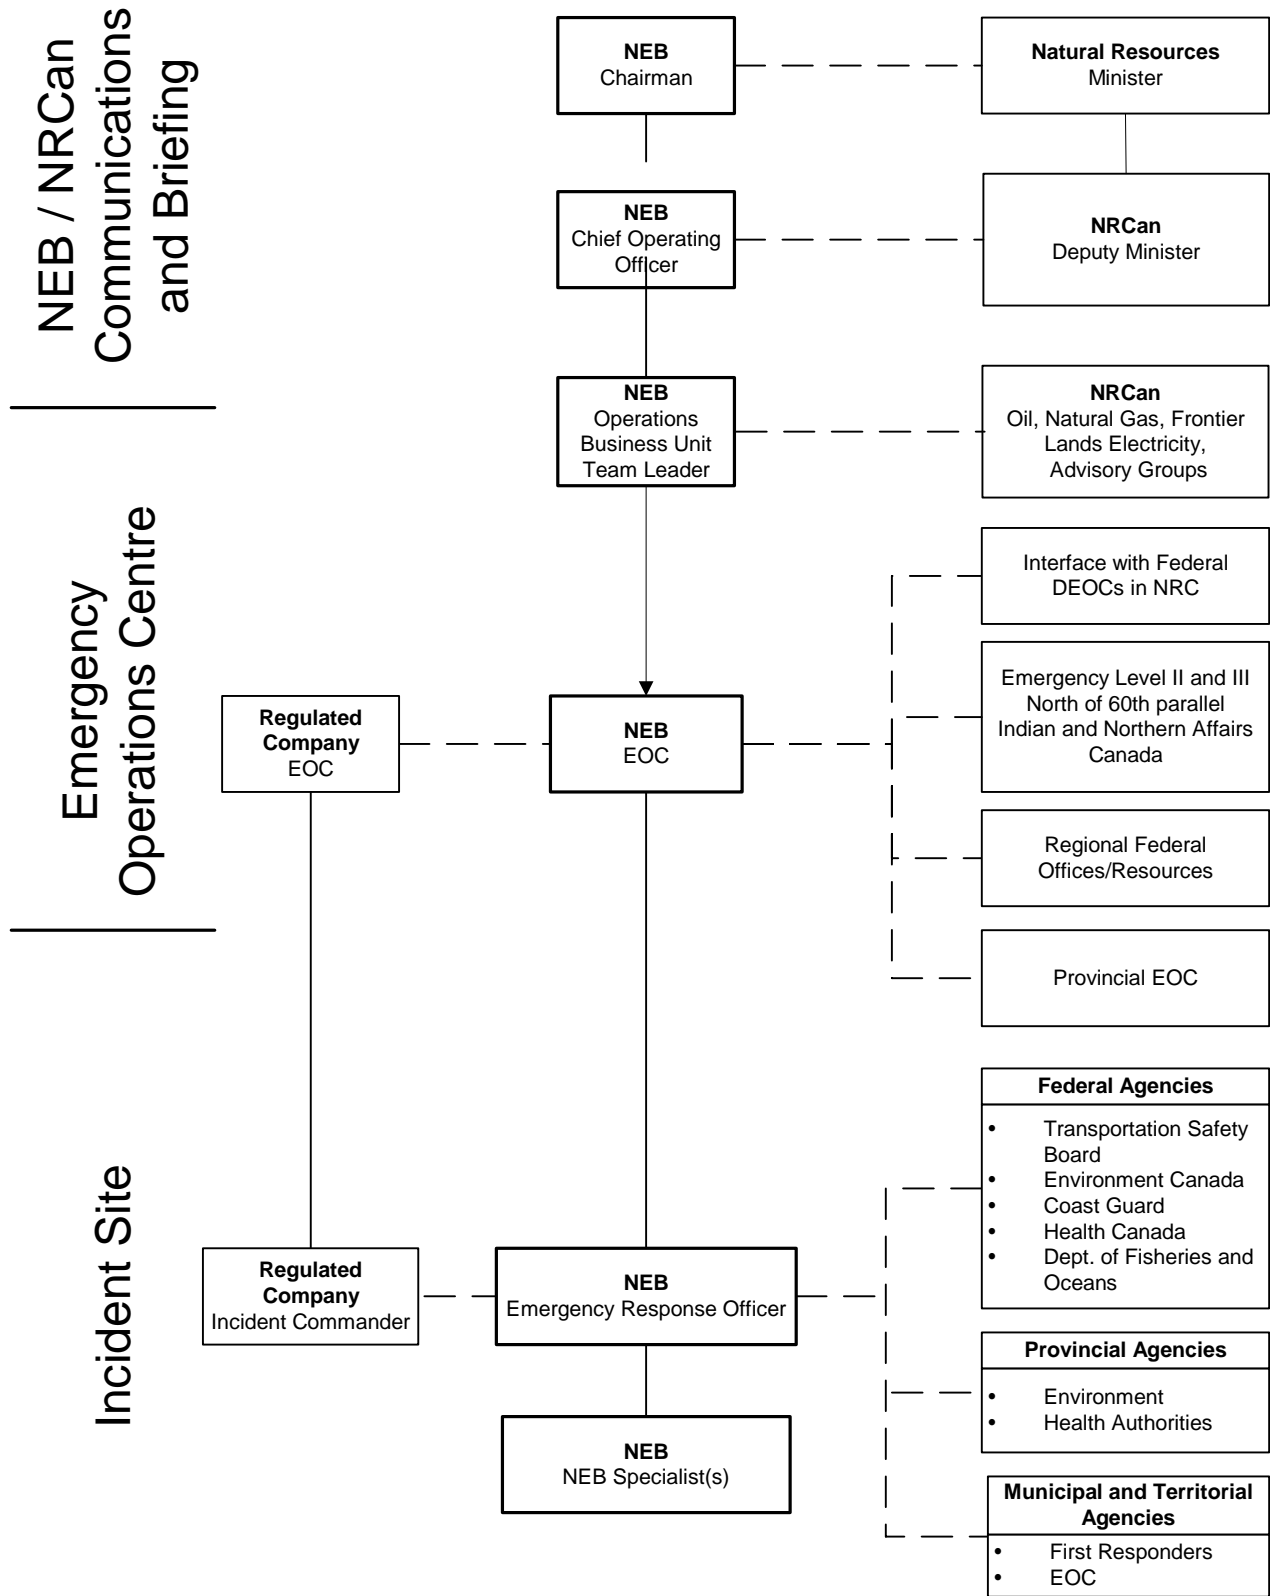 NEB / NRCan
Communications
and Briefing
NEB
Chairman
Natural Resources
Minister
NEB
Chief Operating
Officer
NRCan
Deputy Minister
NEB
Operations
Business Unit
Team Leader
NRCan
Oil, Natural Gas, Frontier
Lands Electricity,
Advisory Groups
Emergency
Operations Centre
Interface with Federal
DEOCs in NRC
Emergency Level II and III
North of 60th parallel
Indian and Northern Affairs
Canada
Regulated
Company
EOC
NEB
EOC
Regional Federal
Offices/Resources
Provincial EOC
Incident Site
Federal Agencies
• Transportation Safety
Board
• Environment Canada
• Coast Guard
• Health Canada
• Dept. of Fisheries and
Oceans
Regulated
Company
Incident Commander
NEB
Emergency Response Officer
Provincial Agencies
• Environment
• Health Authorities
NEB
NEB Specialist(s)
Municipal and Territorial
Agencies
• First Responders
• EOC